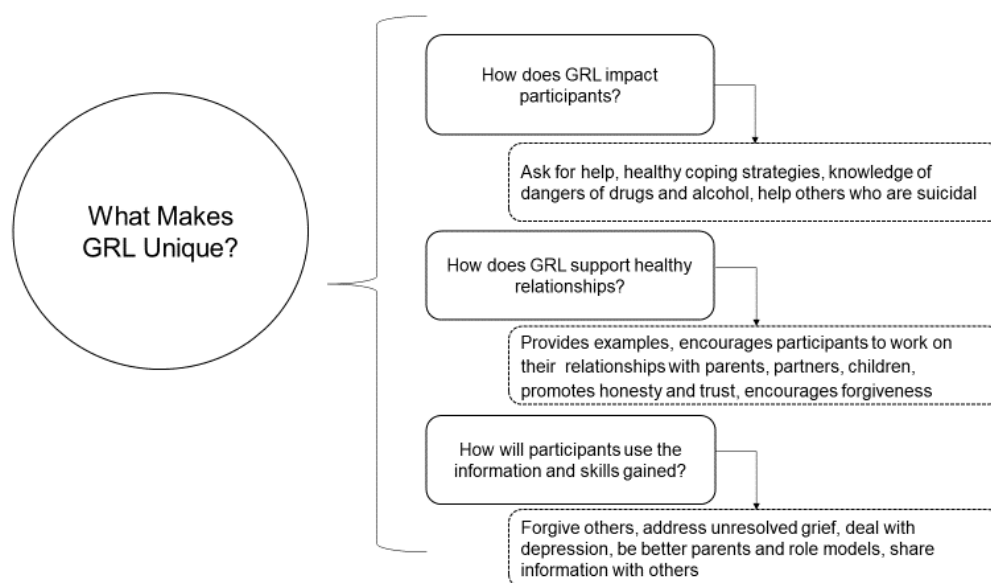 What Makes
GRL Unique?
How does GRL impact
participants?
Ask for help, healthy coping strategies, knowledge of
dangers of drugs and alcohol, help others who are suicidal
How does GRL support healthy
relationships?
Provides examples, encourages participants to work on
their relationships with parents, partners, children,
promotes honesty and trust, encourages forgiveness
How will participants use the
information and skills gained?
Forgive others, address unresolved grief, deal with
depression, be better parents and role models, share
information with others